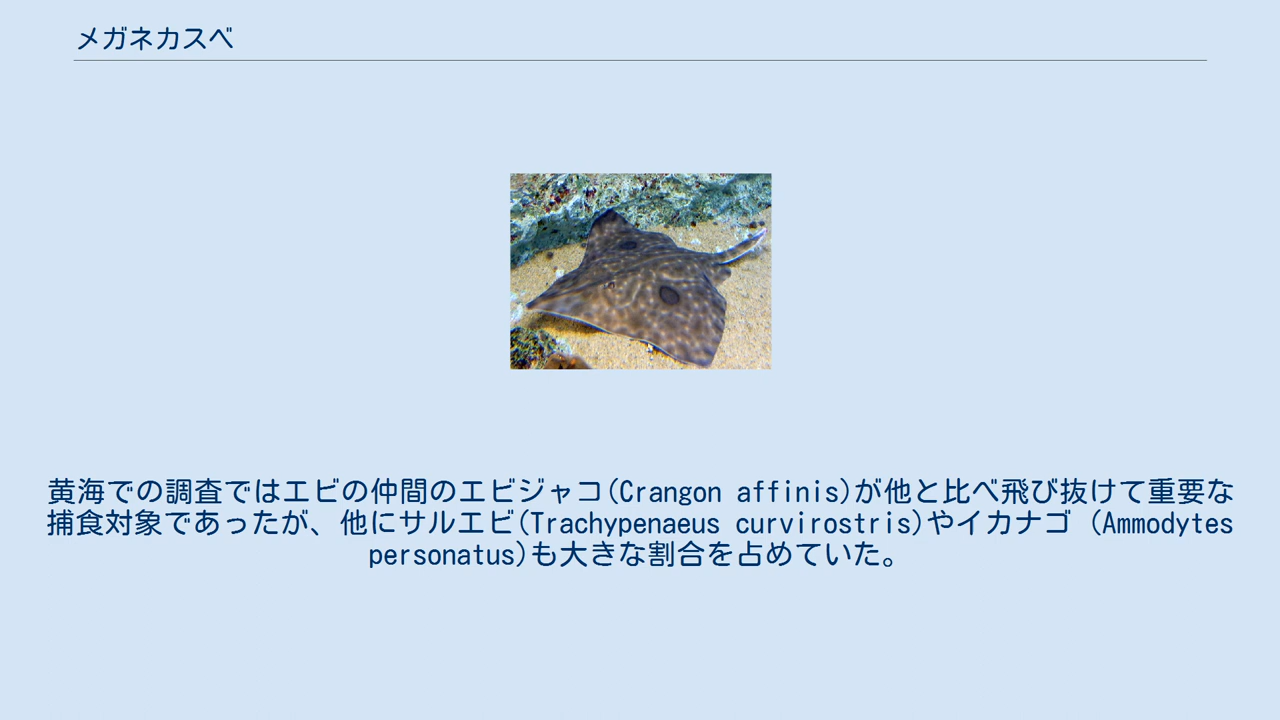 メガネカスベ
黄海での調査ではエビの仲間のエビジャコ(Crangon affinis)が他と比べ飛び抜けて重要な
捕食対象であったが、他にサルエビ(Trachypenaeus curvirostris)やイカナゴ (Ammodytes
personatus)も大きな割合を占めていた。